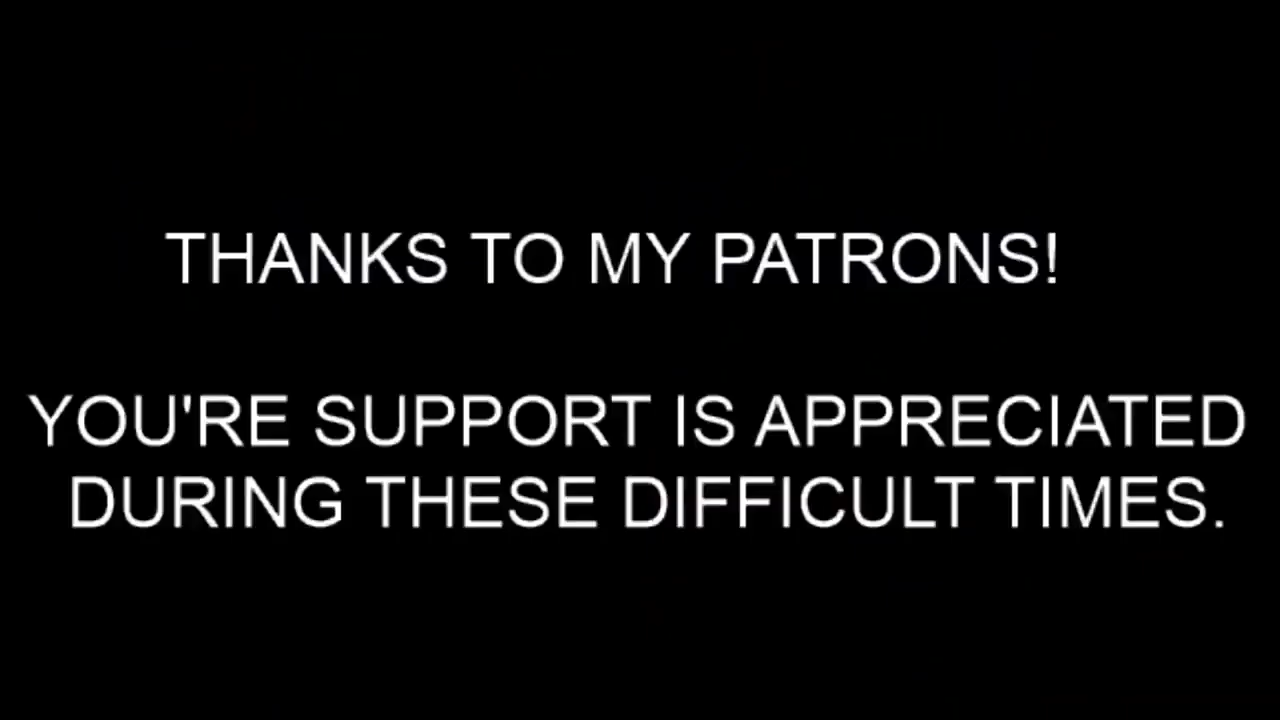 THANKS TO MY PATRONS!
YOU'RE SUPPORT IS APPRECIATED
DURING THESE DIFFICULT TIMES.